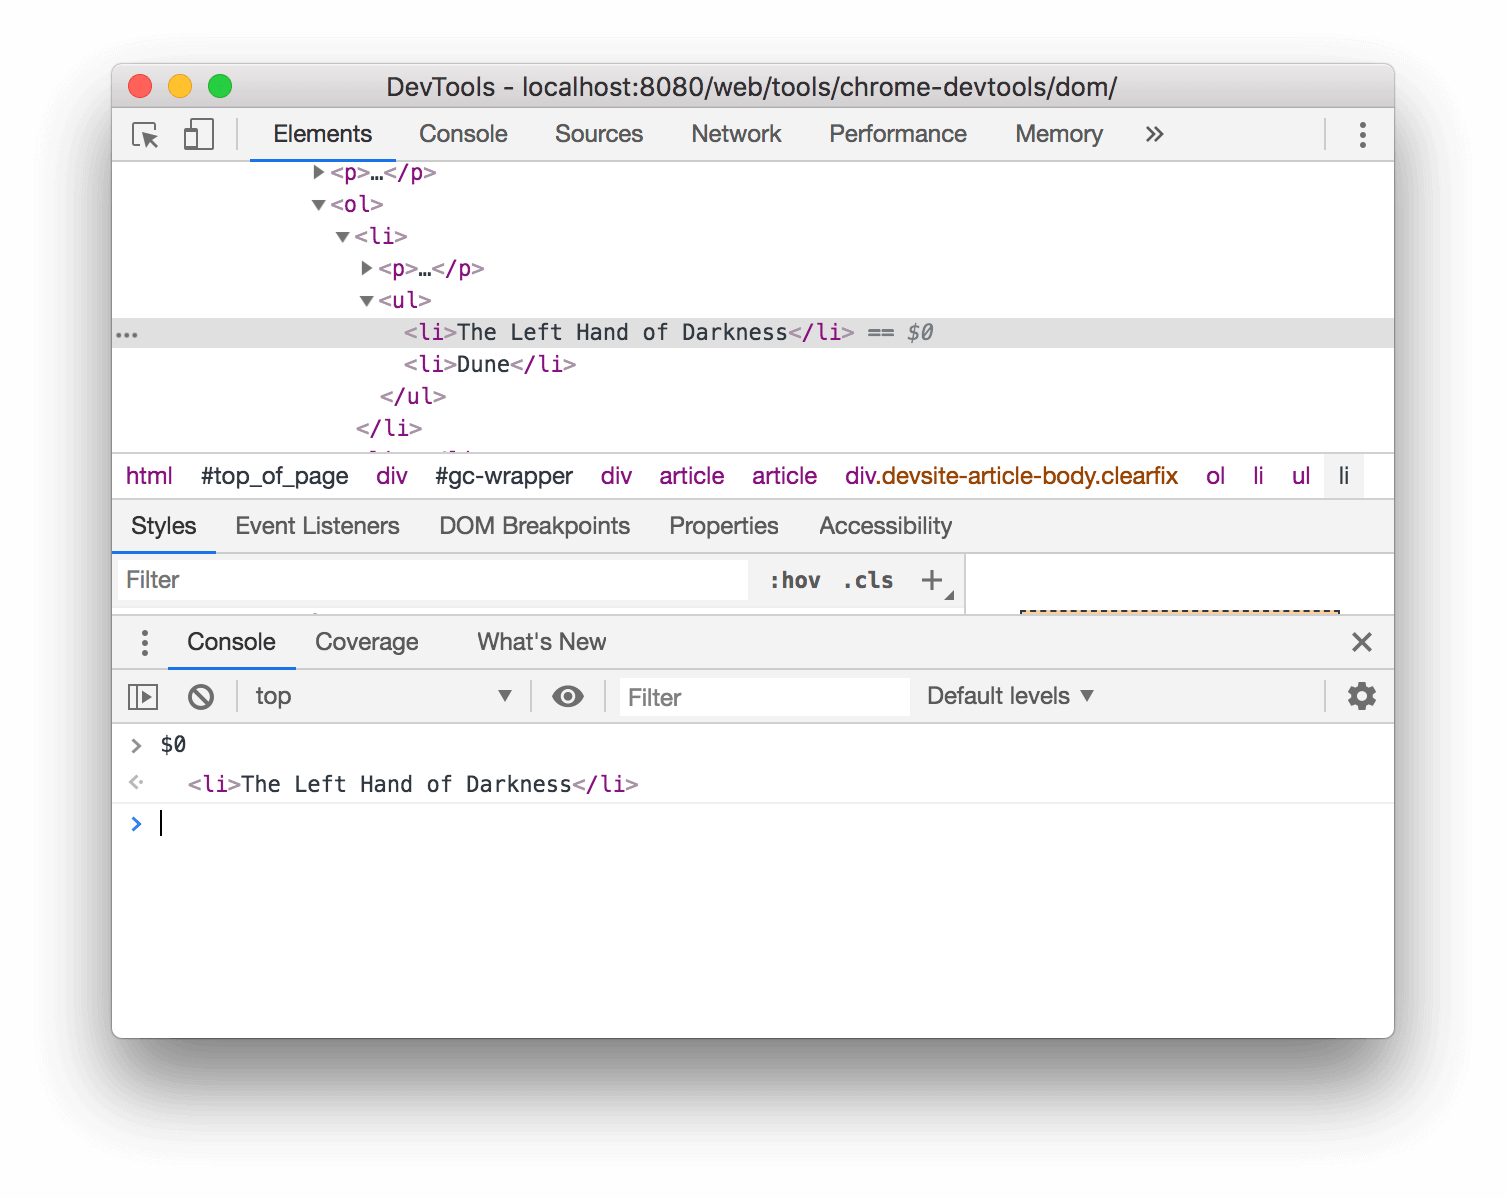 DevTools - localhost:8080/web/tools/chrome-devtools/dom/
Elements Console Sources Network Performance Memory »
<p>…</p>
<ol>
<li>
<p>…</p>
<ul>
<li>The Left Hand of Darkness</li> == $0
<li>Dune</li>
</ul>
</li>
html #top_of_page div #gc-wrapper div article article div.devsite-article-body.clearfix ol li ul li
Styles Event Listeners DOM Breakpoints Properties Accessibility
Filter :hov .cls +
Console Coverage What's New
top Filter Default levels
> $0
<li>The Left Hand of Darkness</li>
>